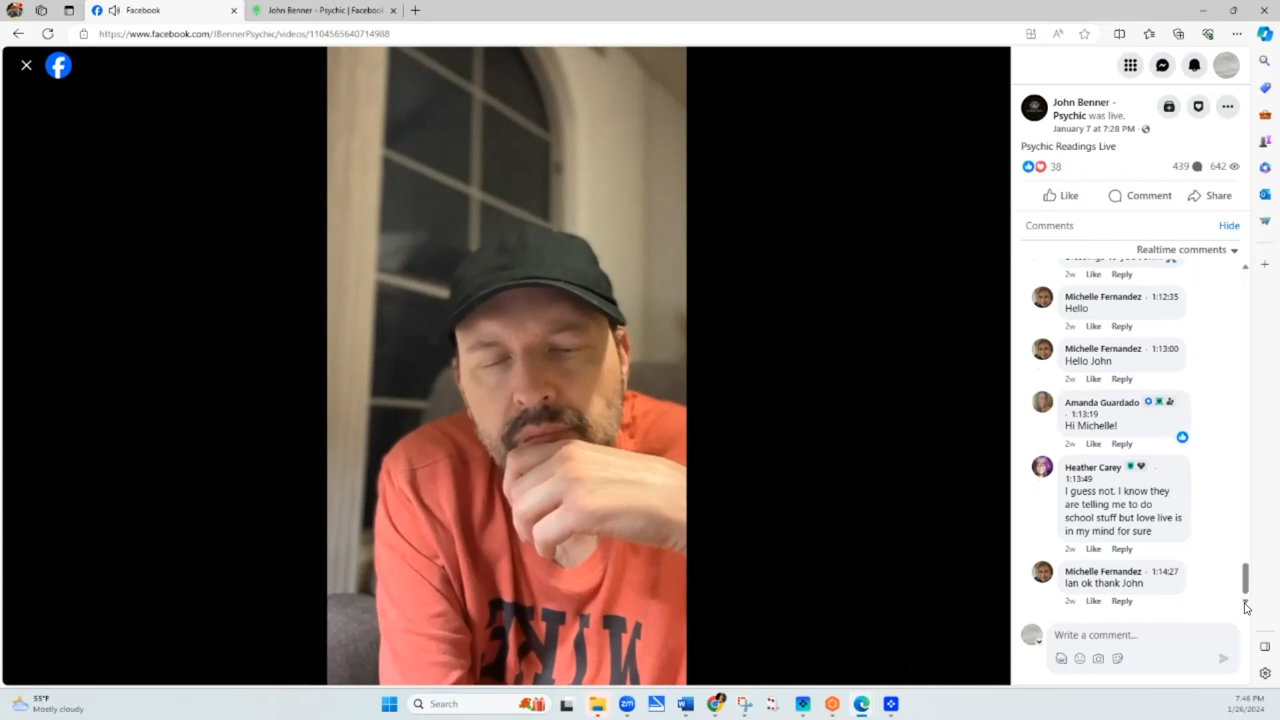 Facebook
John Benner - Psychic | Facebool
https://www.facebook.com/JBennerPsychic/videos/1104565640714988
John Benner -
Psychic was live.
January 7 at 7:28 PM ·
Psychic Readings Live
38
439
642
Like
Comment
Share
Comments
Hide
Realtime comments
2w Like Reply
Michelle Fernandez · 1:12:35
Hello
2w Like Reply
Michelle Fernandez · 1:13:00
Hello John
2w Like Reply
Amanda Guardado
· 1:13:19
Hi Michelle!
2w Like Reply
Heather Carey ·
1:13:49
I guess not. I know they
are telling me to do
school stuff but love live is
in my mind for sure
2w Like Reply
Michelle Fernandez · 1:14:27
Ian ok thank John
2w Like Reply
Write a comment...
NIKE
55°F
Mostly cloudy
Search
zm
7:46 PM
1/26/2024